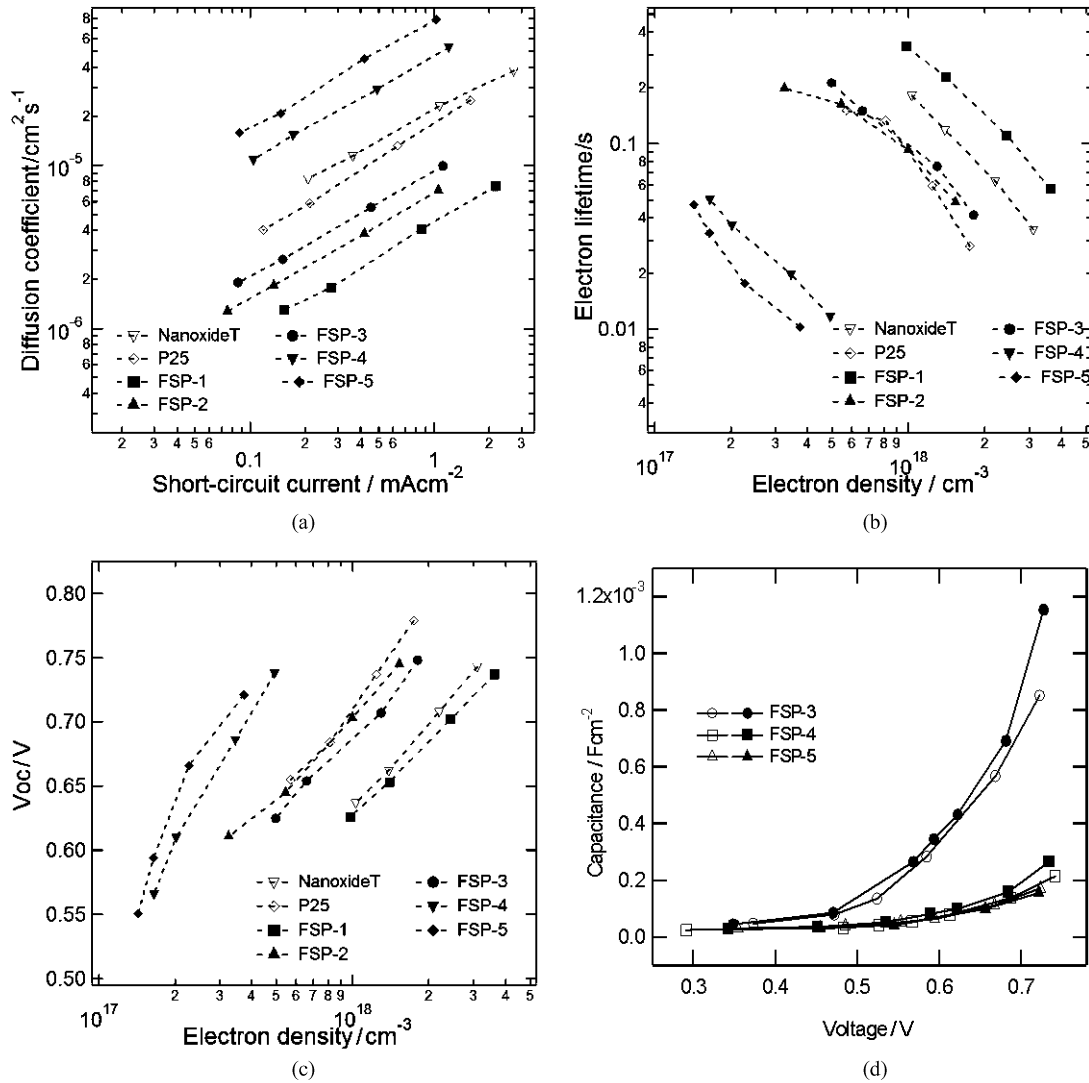 8
6
4
2
10-5
8
6
4
2
10-6
8
6
4
Diffusion coefficient/cm2s-1
NanoxideT
P25
FSP-1
FSP-2
FSP-3
FSP-4
FSP-5
2 3 4 5 6 0.1 2 3 4 5 6 1 2 3
Short-circuit current / mAcm-2
(a)
4
2
0.1
8
6
4
2
0.01
8
6
4
Electron lifetime/s
NanoxideT
P25
FSP-1
FSP-2
FSP-3
FSP-4
FSP-5
10 17 2 3 4 5 6 7 8 9 10 18 2 3 4 5
Electron density / cm-3
(b)
0.80
0.75
0.70
0.65
0.60
0.55
0.50
Voc/V
NanoxideT
P25
FSP-1
FSP-2
FSP-3
FSP-4
FSP-5
10 17 2 3 4 5 6 7 8 9 10 18 2 3 4 5
Electron density /cm-3
(c)
1.2x10-3
1.0
0.8
0.6
0.4
0.2
0.0
Capacitance / Fcm-2
FSP-3
FSP-4
FSP-5
0.3 0.4 0.5 0.6 0.7
Voltage/V
(d)